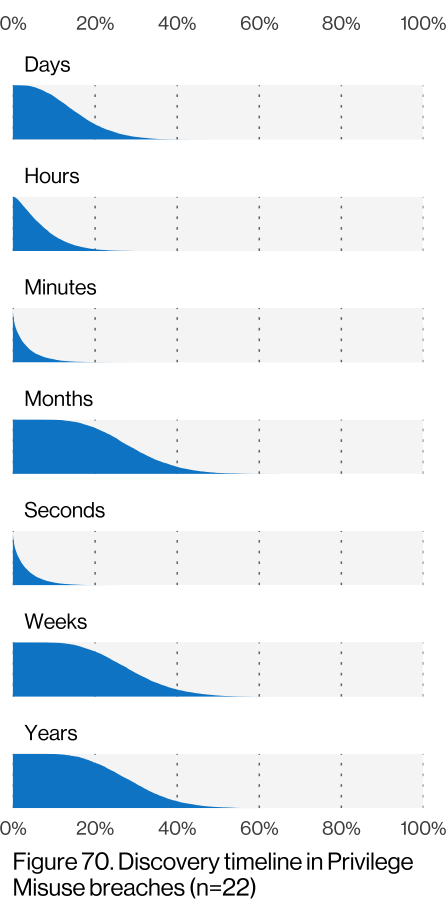 0% 20% 40% 60% 80% 100%
Days
Hours
Minutes
Months
Seconds
Weeks
Years
0% 20% 40% 60% 80% 100%
Figure 70. Discovery timeline in Privilege
Misuse breaches (n=22)